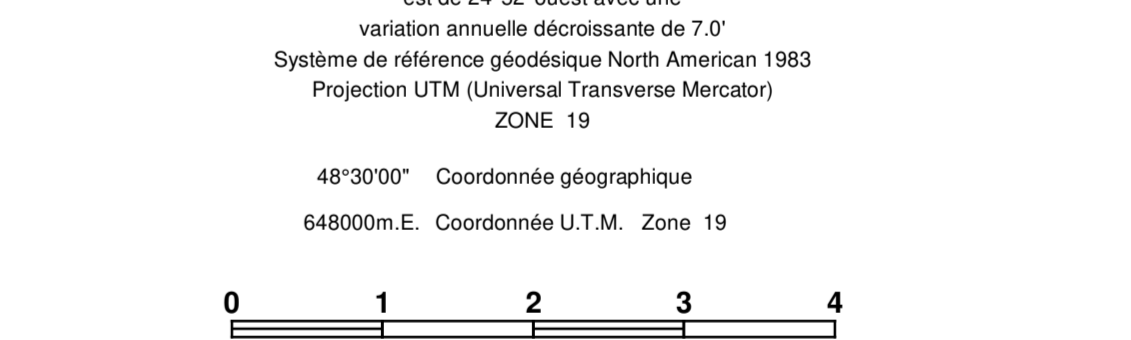 variation annuelle décroissante de 7.0'
Système de référence géodésique North American 1983
Projection UTM (Universal Transverse Mercator)
ZONE 19
48°30'00" Coordonnée géographique
648000m.E. Coordonnée U.T.M. Zone 19
0 1 2 3 4